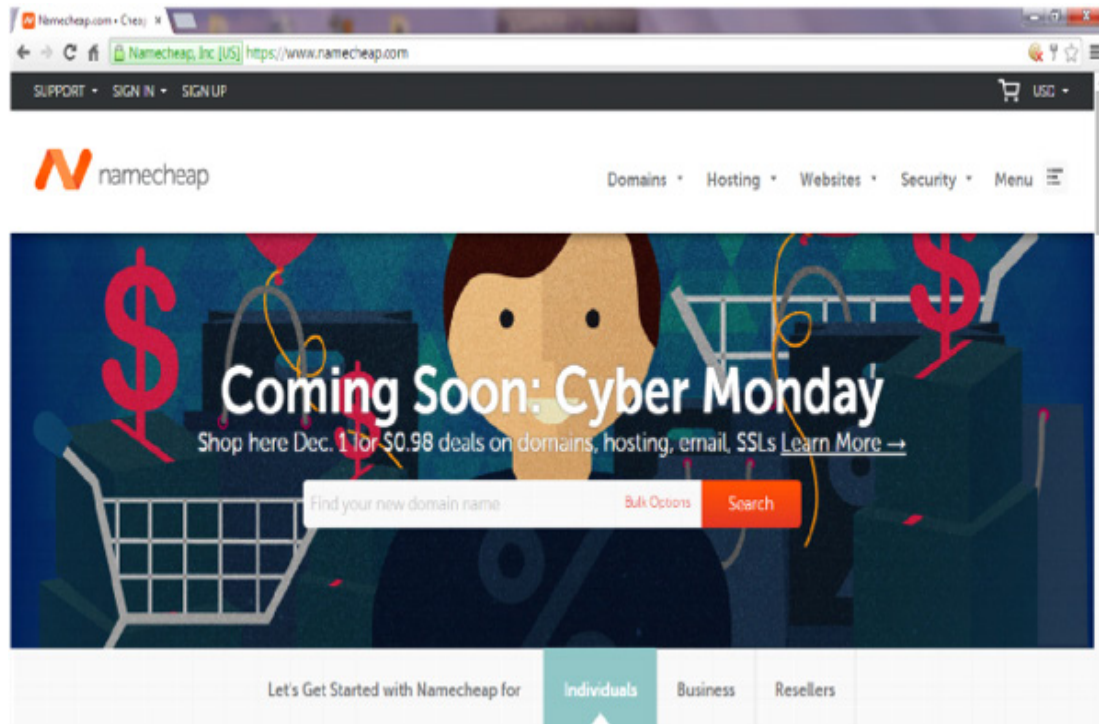 Namecheap.com • Cheap
Namecheap, Inc [US] https://www.namecheap.com
SUPPORT SIGN IN SIGN UP USD
namecheap
Domains Hosting Websites Security Menu
Coming Soon: Cyber Monday
Shop here Dec. 1 for $0.98 deals on domains, hosting, email, SSLs Learn More →
Find your new domain name Bulk Options Search
Let's Get Started with Namecheap for Individuals Business Resellers